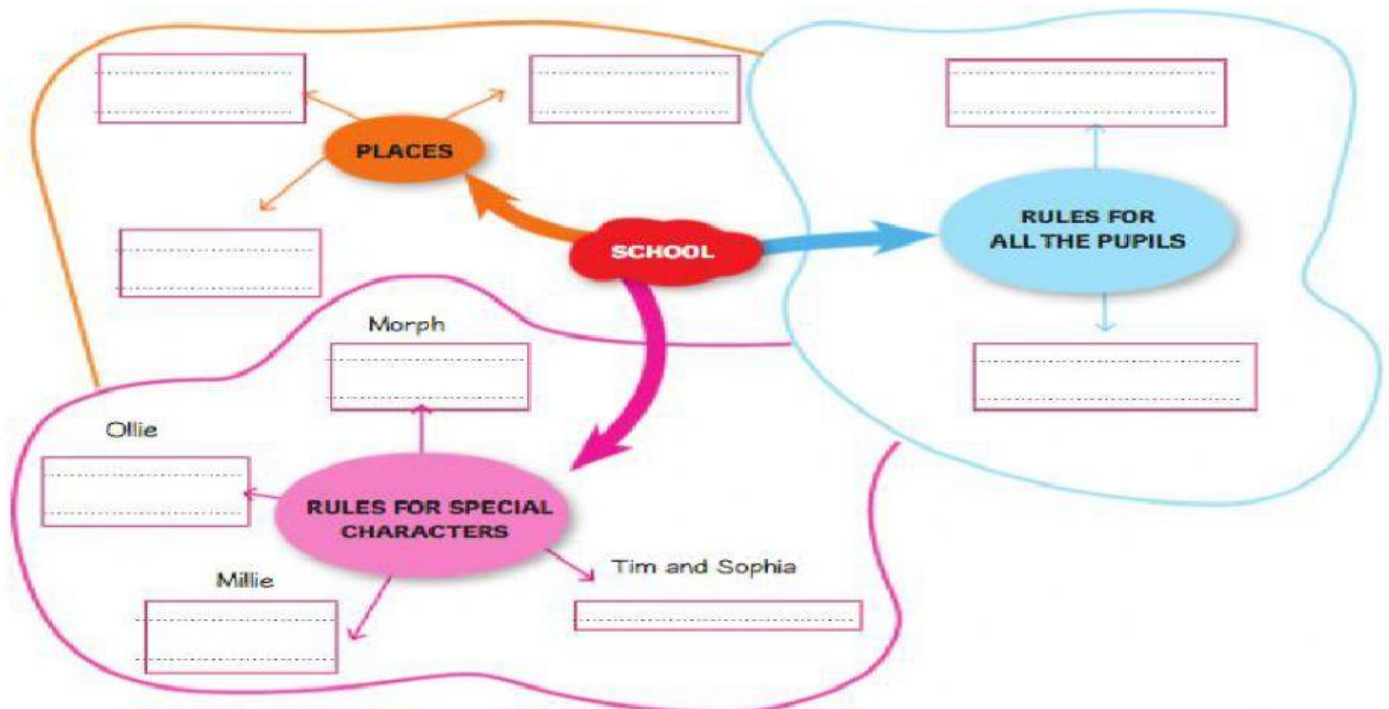 PLACES
SCHOOL
RULES FOR
ALL THE PUPILS
Morph
Ollie
RULES FOR SPECIAL
CHARACTERS
Millie
Tim and Sophia